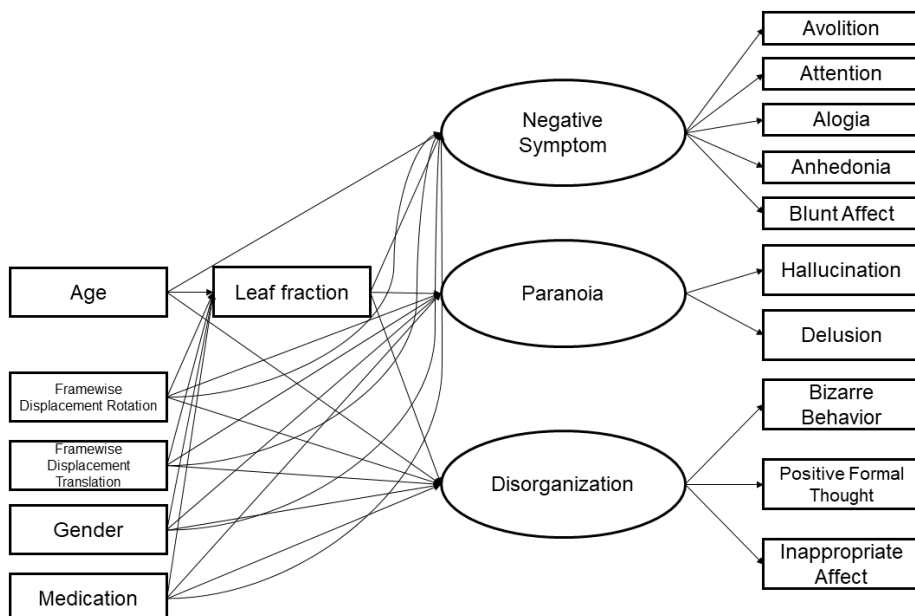 Avolition
Attention
Negative
Symptom
Alogia
Anhedonia
Blunt Affect
Age
Leaf fraction
Paranoia
Hallucination
Delusion
Framewise
Displacement Rotation
Bizarre
Behavior
Framewise
Displacement
Translation
Disorganization
Positive Formal
Thought
Gender
Inappropriate
Affect
Medication